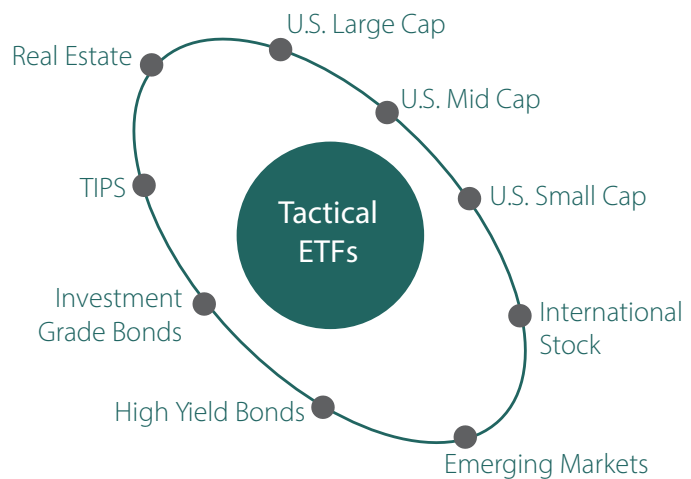 U.S. Large Cap
Real Estate
U.S. Mid Cap
TIPS
U.S. Small Cap
Tactical
ETFs
Investment
Grade Bonds
International
Stock
High Yield Bonds
Emerging Markets